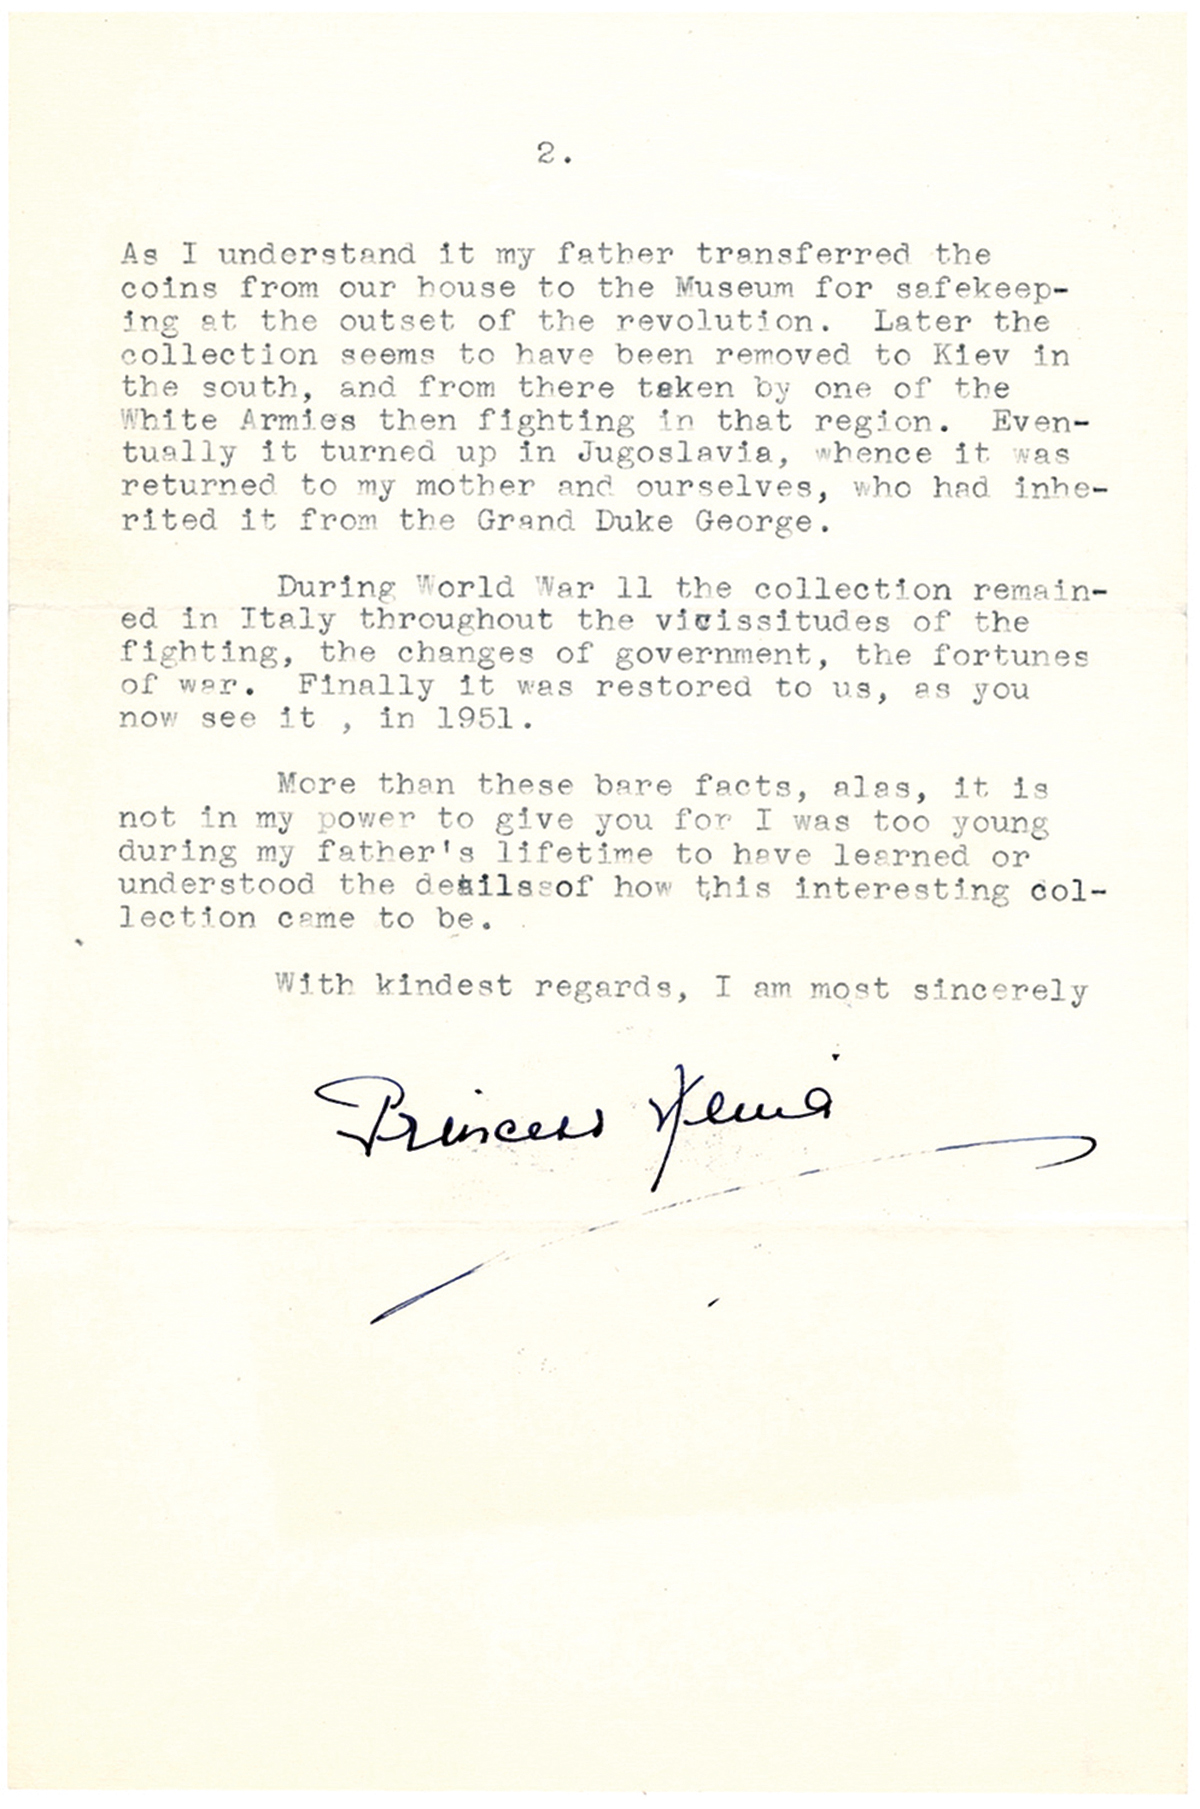 2.
As I understand it my father transferred the
coins from our house to the Museum for safekeep-
ing at the outset of the revolution. Later the
collection seems to have been removed to Kiev in
the south, and from there taken by one of the
White Armies then fighting in that region. Even-
tually it turned up in Jugoslavia, whence it was
returned to my mother and ourselves, who had inhe-
rited it from the Grand Duke George.
During World War 11 the collection remain-
ed in Italy throughout the vicissitudes of the
fighting, the changes of government, the fortunes
of war. Finally it was restored to us, as you
now see it , in 1951.
More than these bare facts, alas, it is
not in my power to give you for I was too young
during my father's lifetime to have learned or
understood the details of how this interesting col-
lection came to be.
With kindest regards, I am most sincerely
Princess Xenia